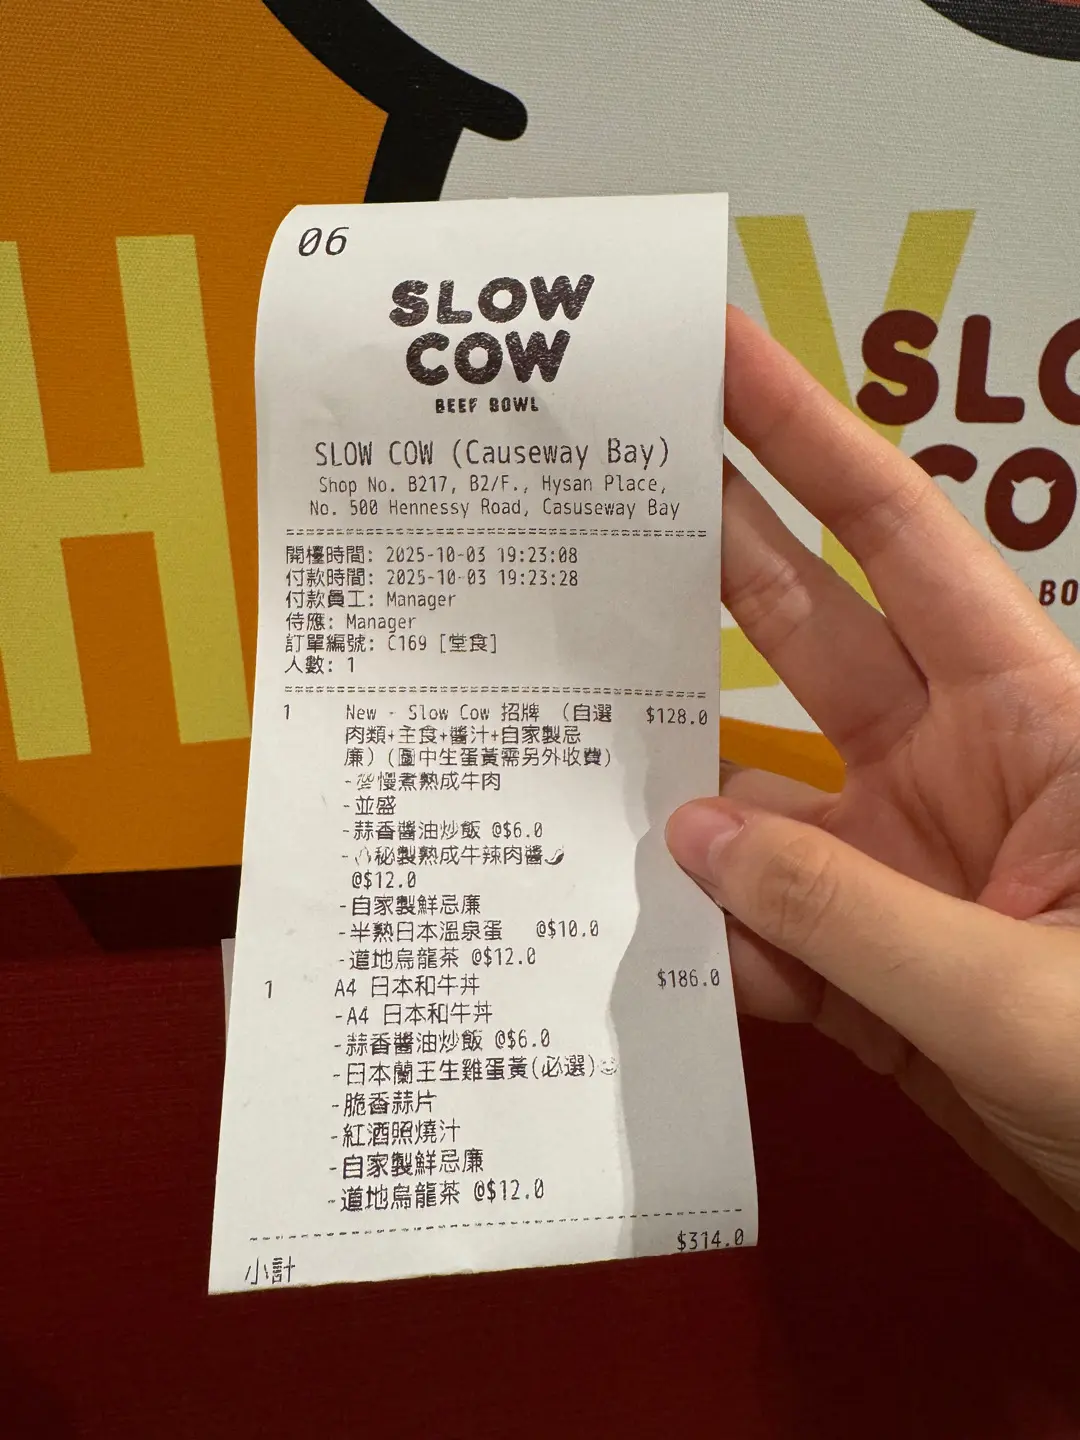 06
SLOW
COW
BEEF BOWL
SLOW COW (Causeway Bay)
Shop No. B217, B2/F., Hysan Place,
No. 500 Hennessy Road, Casuseway Bay
開檯時間: 2025-10-03 19:23:08
付款時間: 2025-10-03 19:23:28
付款員工: Manager
侍應: Manager
訂單編號: C169 [堂食]
人數: 1
1 New - Slow Cow 招牌 (自選 $128.0
肉類+主食+醬汁+自家製忌
廉)(圖中生蛋黃需另外收費)
-慢煮熟成牛肉
-並盛
-蒜香醬油炒飯 @$6.0
-秘製熟成牛辣肉醬
@$12.0
-自家製鮮忌廉
-半熟日本溫泉蛋 @$10.0
-道地烏龍茶 @$12.0
1 A4 日本和牛丼 $186.0
-A4 日本和牛丼
-蒜香醬油炒飯 @$6.0
-日本蘭王生雞蛋黃(必選)
-脆香蒜片
-紅酒照燒汁
-自家製鮮忌廉
-道地烏龍茶 @$12.0
小計 $314.0
H
Y
SLO
CO
BO